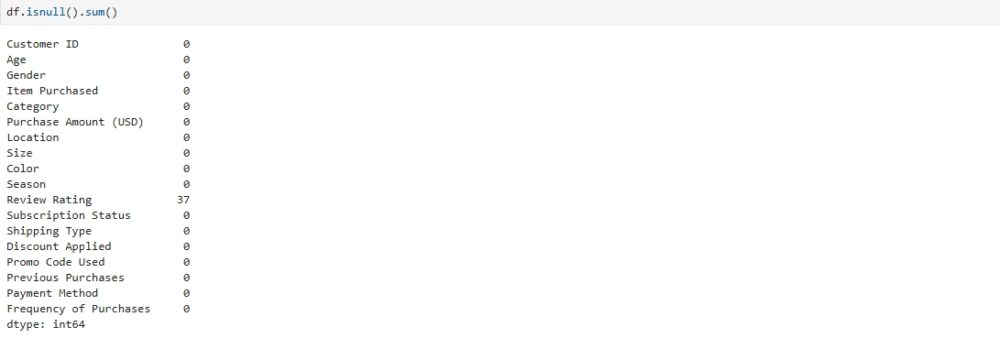 df.isnull().sum()
Customer ID 0
Age 0
Gender 0
Item Purchased 0
Category 0
Purchase Amount (USD) 0
Location 0
Size 0
Color 0
Season 0
Review Rating 37
Subscription Status 0
Shipping Type 0
Discount Applied 0
Promo Code Used 0
Previous Purchases 0
Payment Method 0
Frequency of Purchases 0
dtype: int64